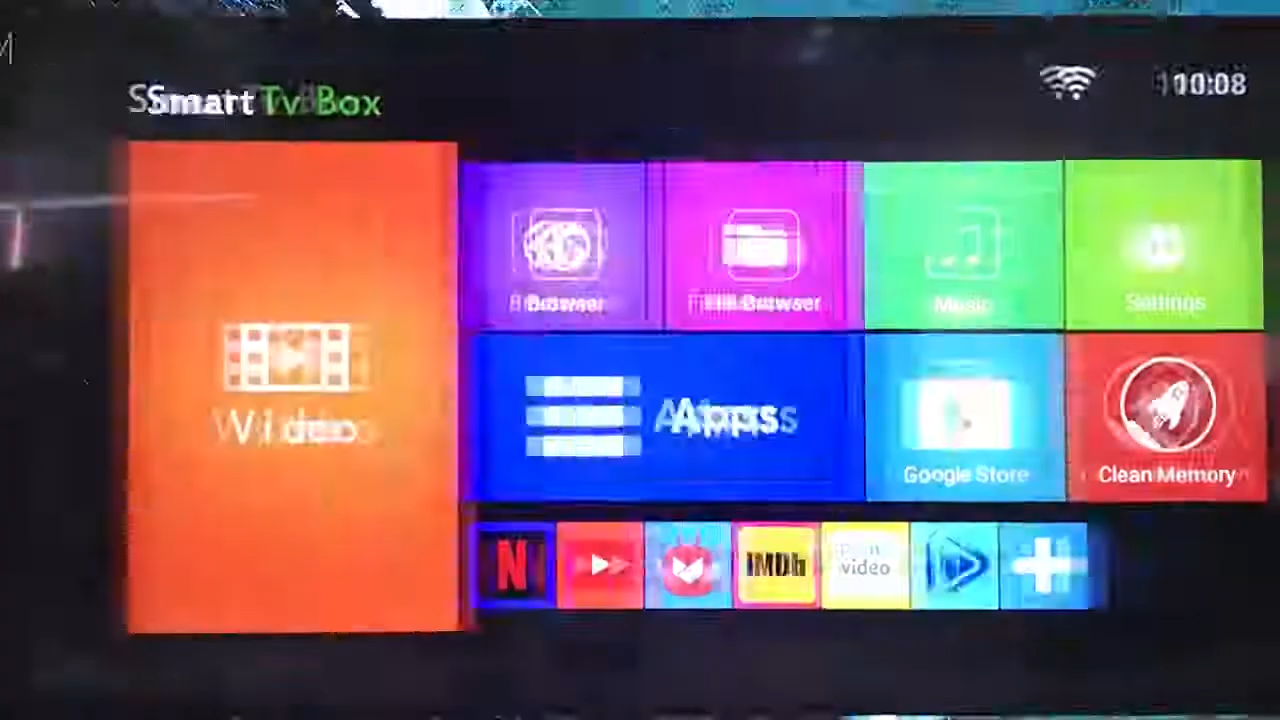 Smart Tv Box
10:08
Browser
File Browser
Music
Settings
Video
Apps
Google Store
Clean Memory
N
IMDb
video